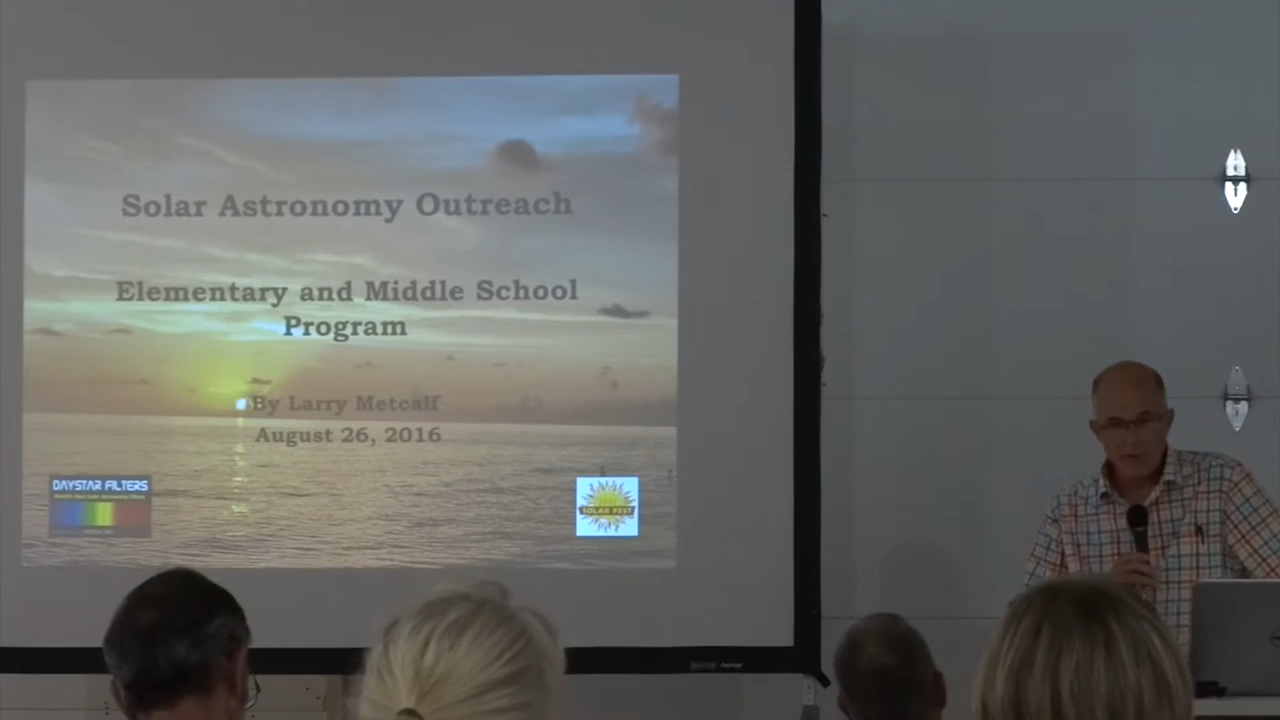 Solar Astronomy Outreach
Elementary and Middle School
Program
By Larry Metcalf
August 26, 2016
DAYSTAR FILTERS
SOLAR FEST